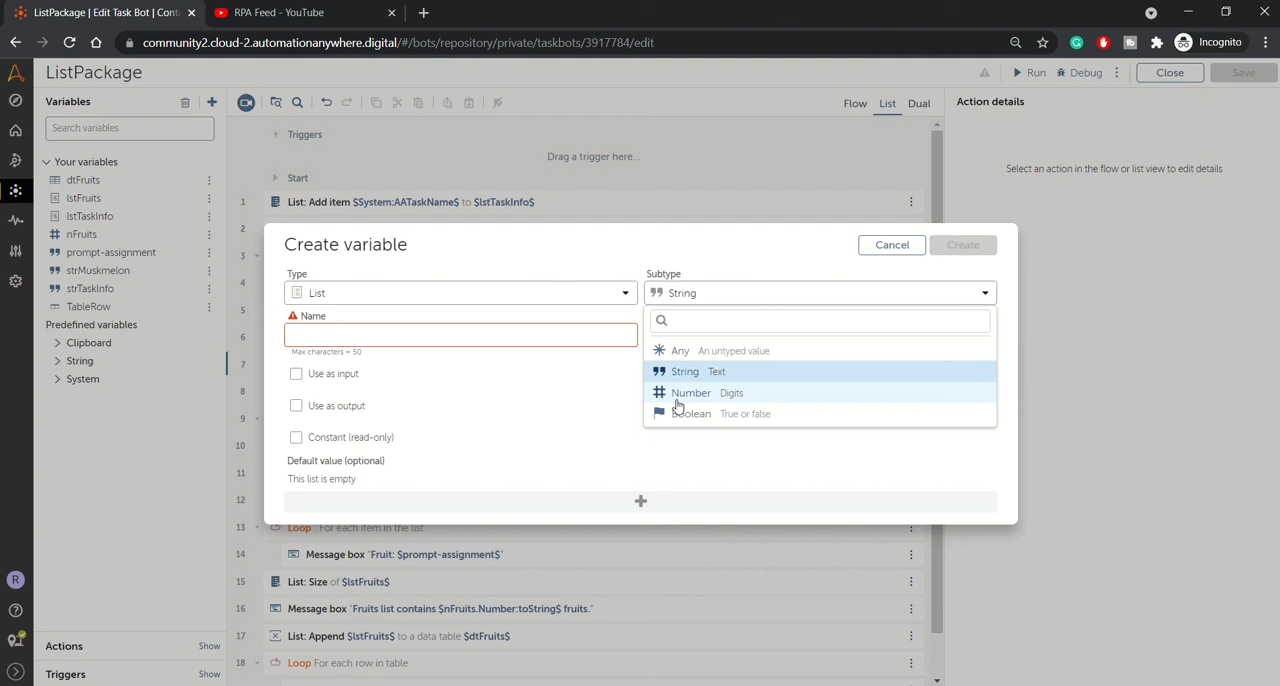 ListPackage | Edit Task Bot | Cont
RPA Feed - YouTube
community2.cloud-2.automationanywhere.digital/#/bots/repository/private/taskbots/3917784/edit
Incognito
ListPackage
Run
Debug
Close
Save
Variables
Flow
List
Dual
Action details
Search variables
Triggers
Drag a trigger here...
Select an action in the flow or list view to edit details
Your variables
dtFruits
lstFruits
lstTaskInfo
nFruits
prompt-assignment
strMuskmelon
strTaskInfo
TableRow
Predefined variables
Clipboard
String
System
Start
1 List: Add item $System:AATaskName$ to $lstTaskInfo$
2
3
4
5
6
7
8
9
10
11
12
Create variable
Cancel
Create
Type
Subtype
List
String
Name
Max characters = 50
Any An untyped value
String Text
Number Digits
Boolean True or false
Use as input
Use as output
Constant (read-only)
Default value (optional)
This list is empty
13 Loop For each item in the list
14 Message box "Fruit: $prompt-assignment$"
15 List: Size of $lstFruits$
16 Message box "Fruits list contains $nFruits.Number:toString$ fruits."
17 List: Append $lstFruits$ to a data table $dtFruits$
18 Loop For each row in table
R
Actions
Show
Triggers
Show